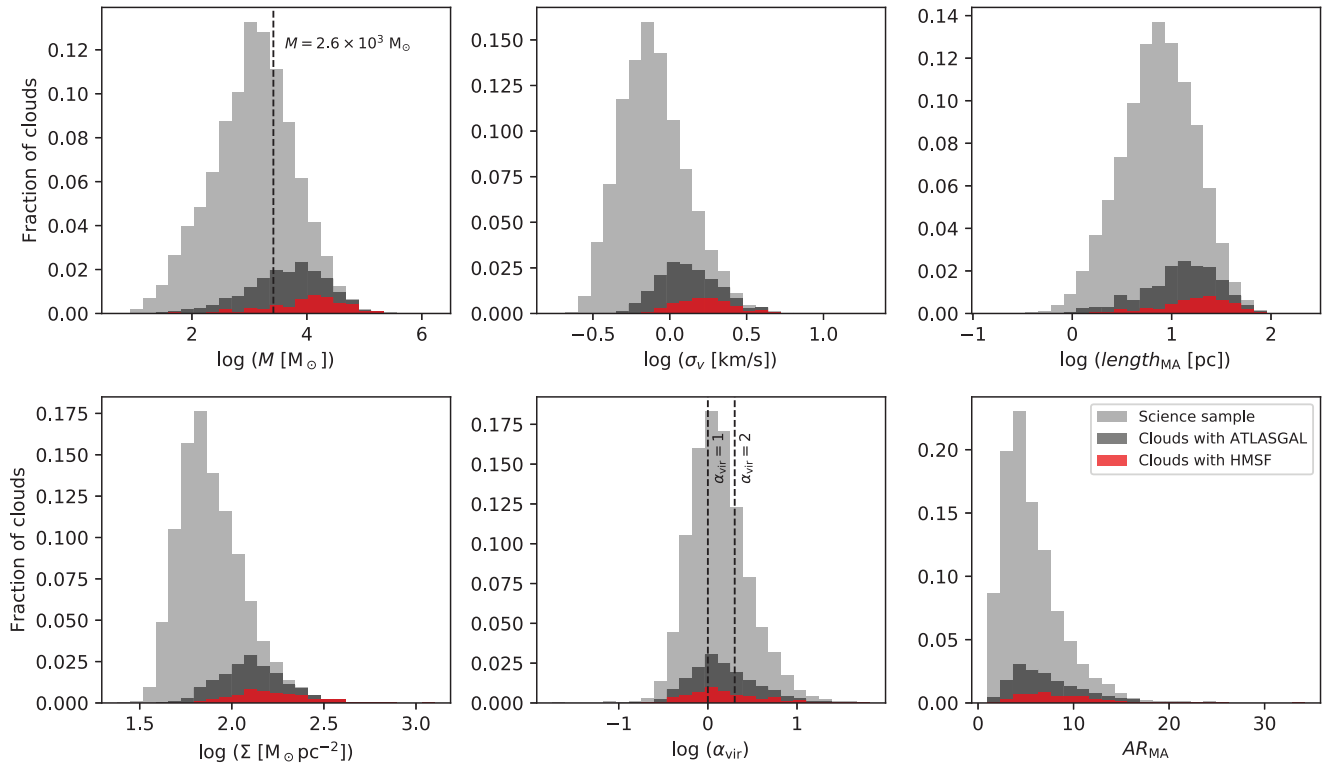 0.12
0.10
0.08
0.06
0.04
0.02
0.00
Fraction of clouds
M = 2.6 × 10³ M⊙
2 4 6
log (M [M⊙])
0.150
0.125
0.100
0.075
0.050
0.025
0.000
−0.5 0.0 0.5 1.0
log (σv [km/s])
0.14
0.12
0.10
0.08
0.06
0.04
0.02
0.00
−1 0 1 2
log (lengthMA [pc])
0.175
0.150
0.125
0.100
0.075
0.050
0.025
0.000
Fraction of clouds
1.5 2.0 2.5 3.0
log (Σ [M⊙pc⁻²])
0.175
0.150
0.125
0.100
0.075
0.050
0.025
0.000
αvir = 1
αvir = 2
−1 0 1
log (αvir)
0.20
0.15
0.10
0.05
0.00
Science sample
Clouds with ATLASGAL
Clouds with HMSF
0 10 20 30
ARMA